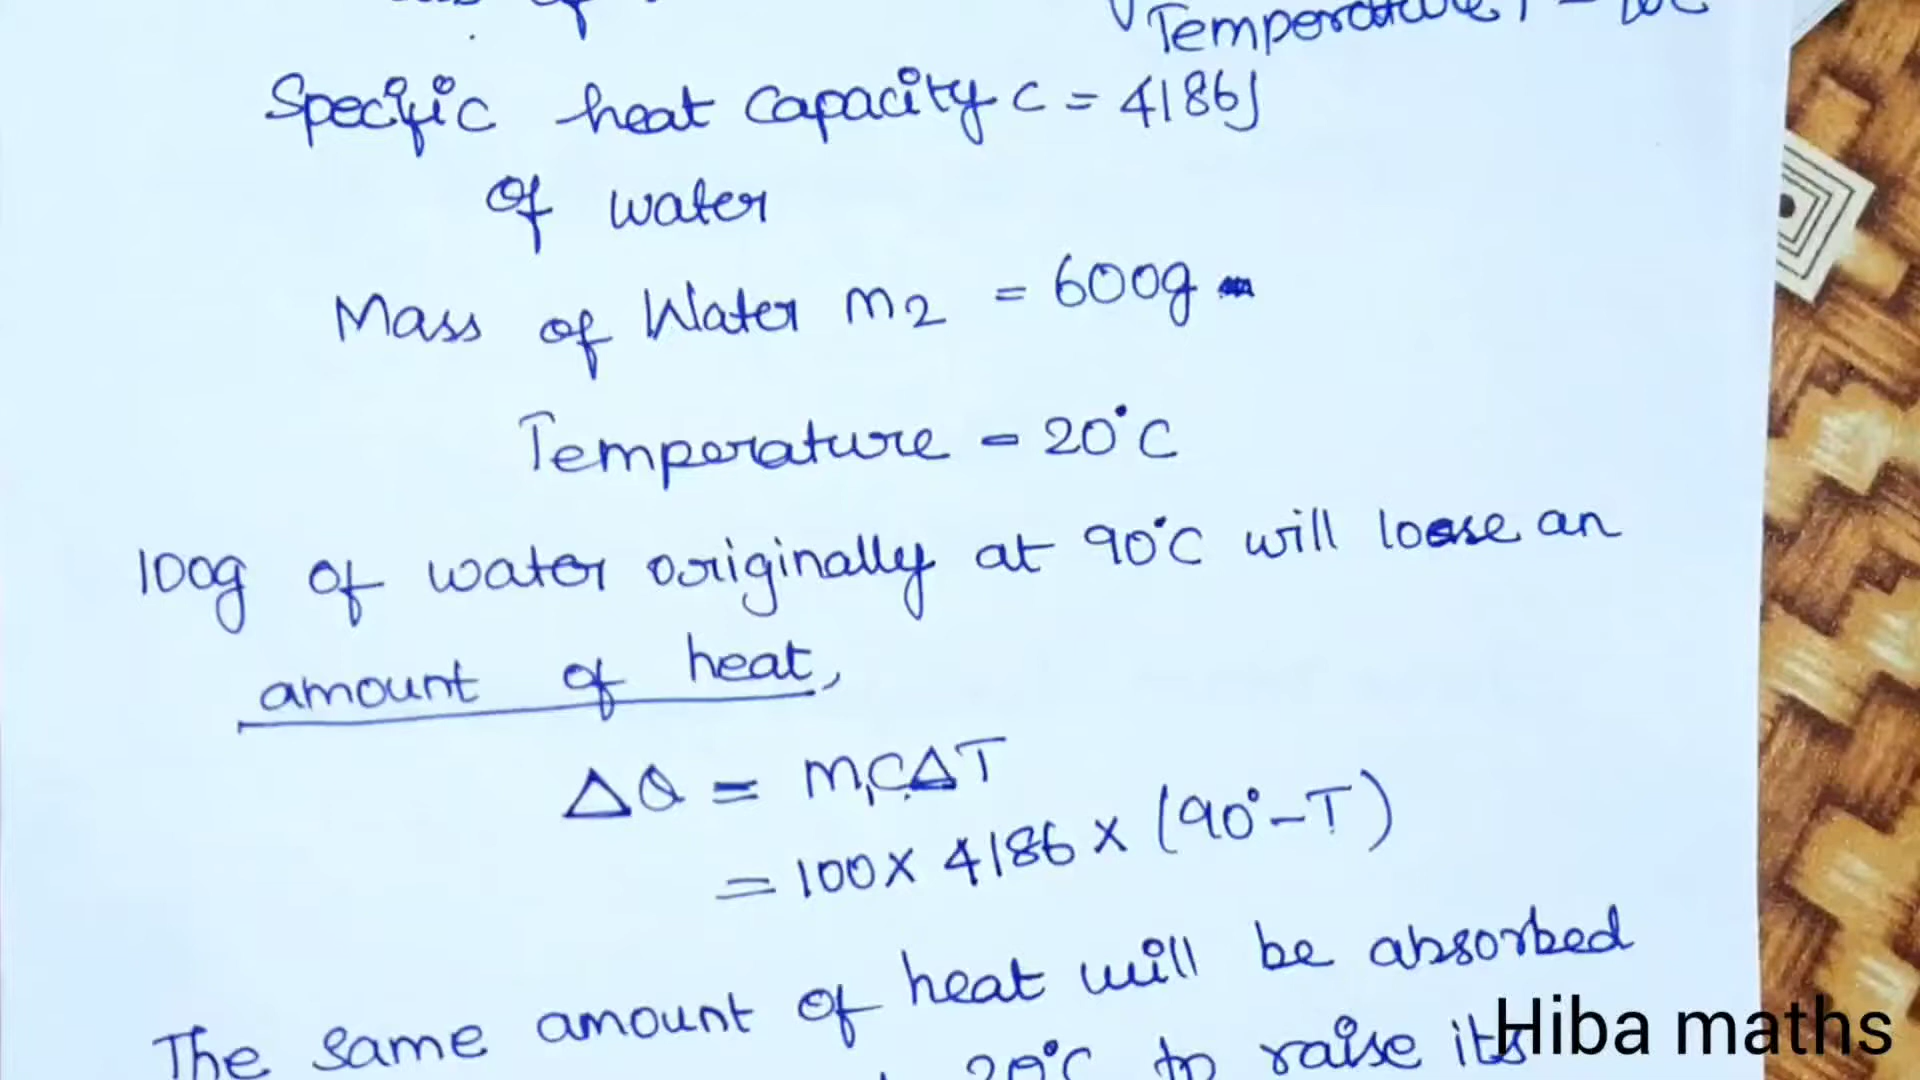 Temperature
Specific heat capacity c = 4186J
of water
Mass of Water m2 = 600g
Temperature - 20°C
100g of water originally at 90°C will loose an
amount of heat,
ΔQ = m1CΔT
= 100 x 4186 x (90° - T)
The same amount of heat will be absorbed
20°C to raise its
Hiba maths